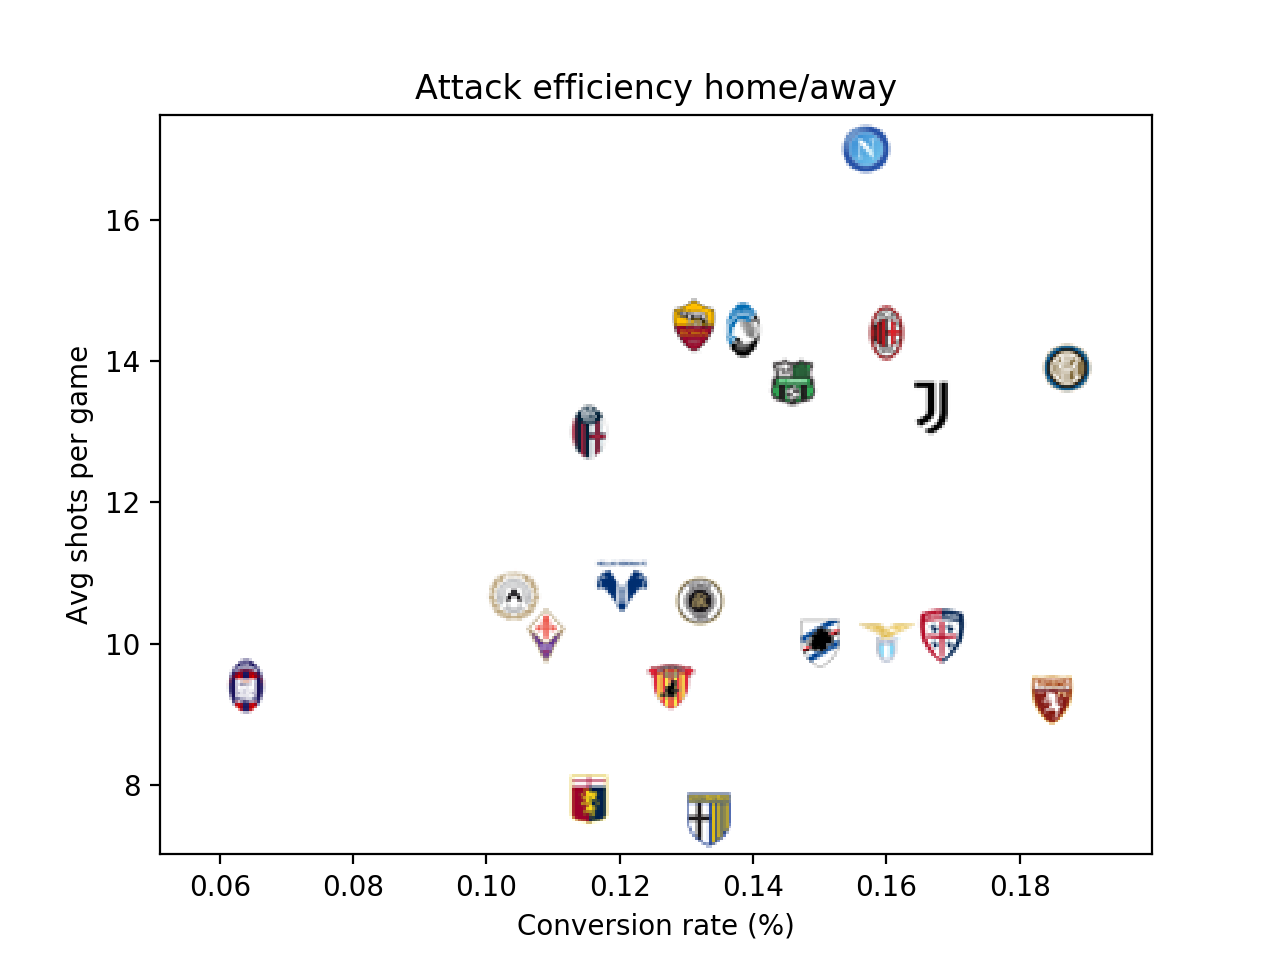 Attack efficiency home/away
Avg shots per game
16
14
12
10
8
0.06 0.08 0.10 0.12 0.14 0.16 0.18
Conversion rate (%)
N